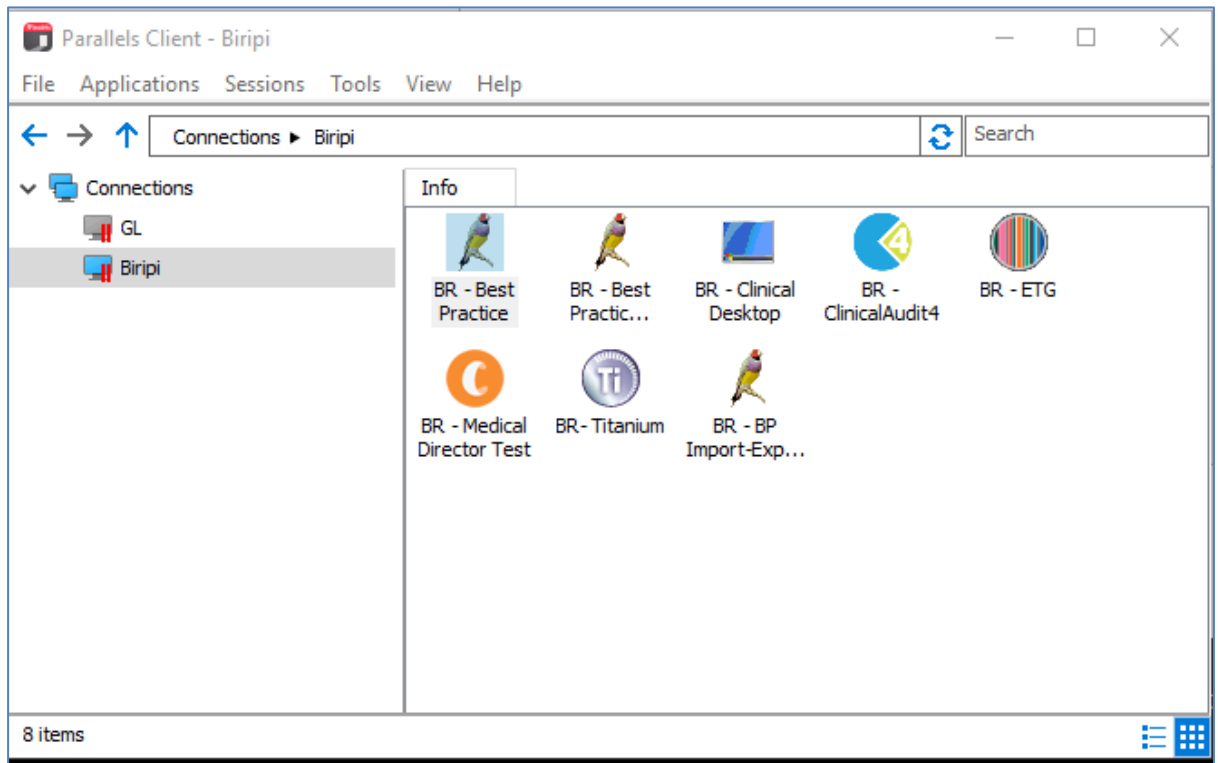 Parallels Client - Biripi
File Applications Sessions Tools View Help
Connections ▸ Biripi
Search
Connections
GL
Biripi
Info
BR - Best
Practice
BR - Best
Practic...
BR - Clinical
Desktop
BR -
ClinicalAudit4
BR - ETG
BR - Medical
Director Test
BR- Titanium
BR - BP
Import-Exp...
8 items
4
C
Ti